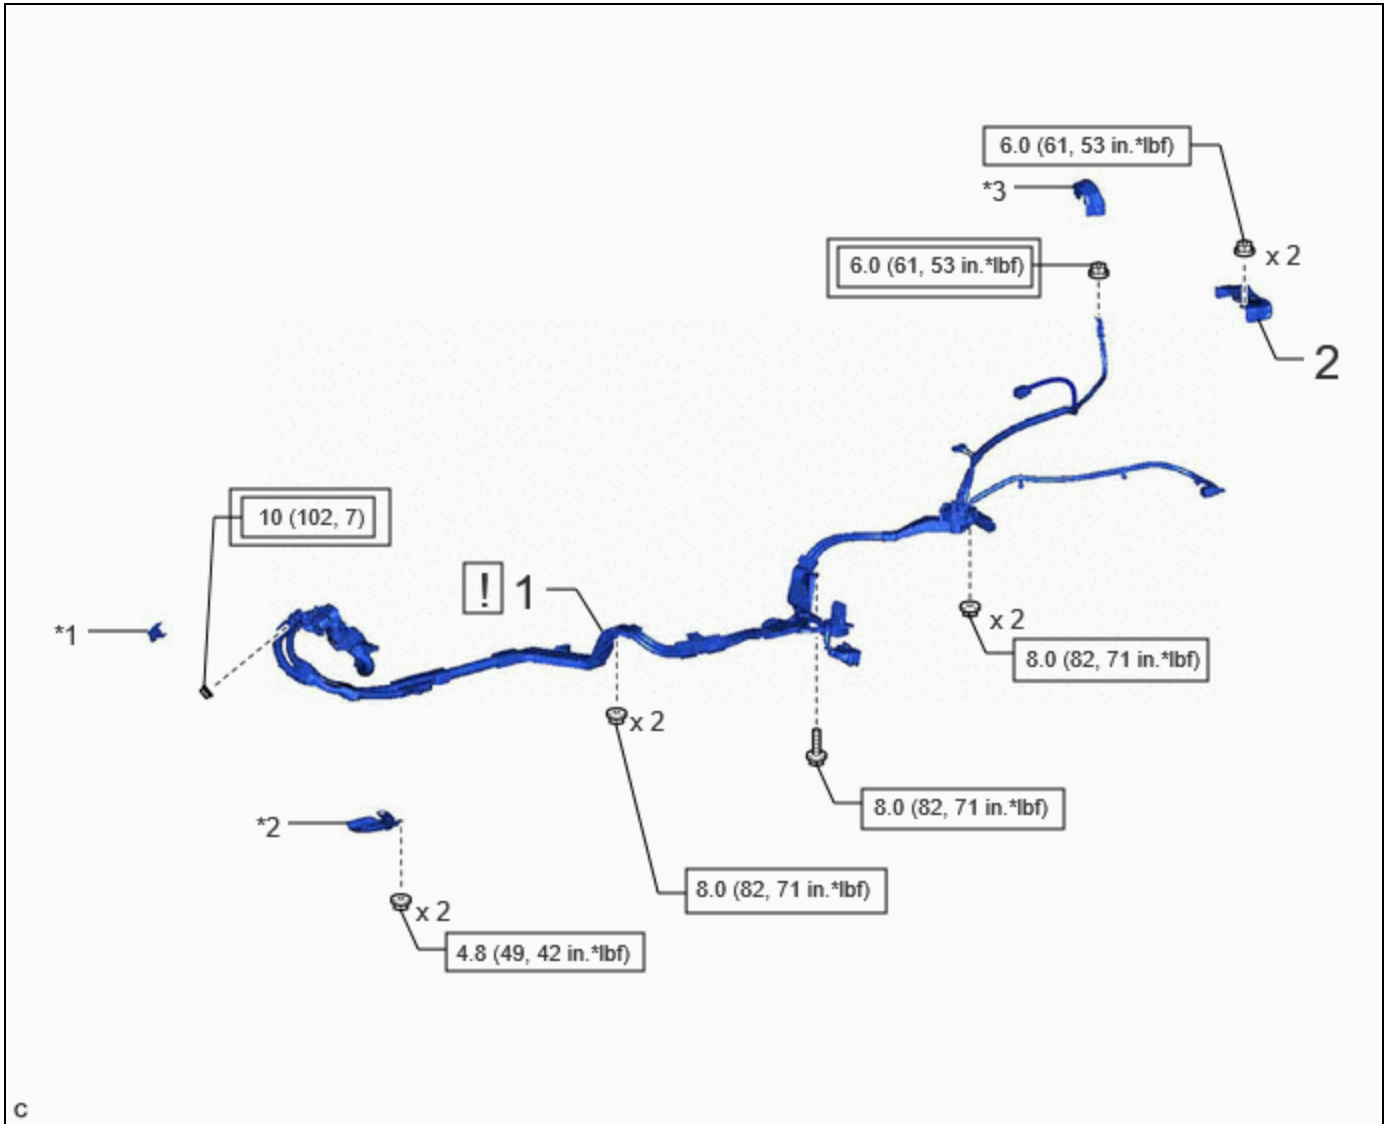 6.0 (61, 53 in.*lbf)
*3
6.0 (61, 53 in.*lbf)
x 2
2
10 (102, 7)
! 1
*1
x 2
8.0 (82, 71 in.*lbf)
x 2
8.0 (82, 71 in.*lbf)
*2
8.0 (82, 71 in.*lbf)
x 2
4.8 (49, 42 in.*lbf)
C